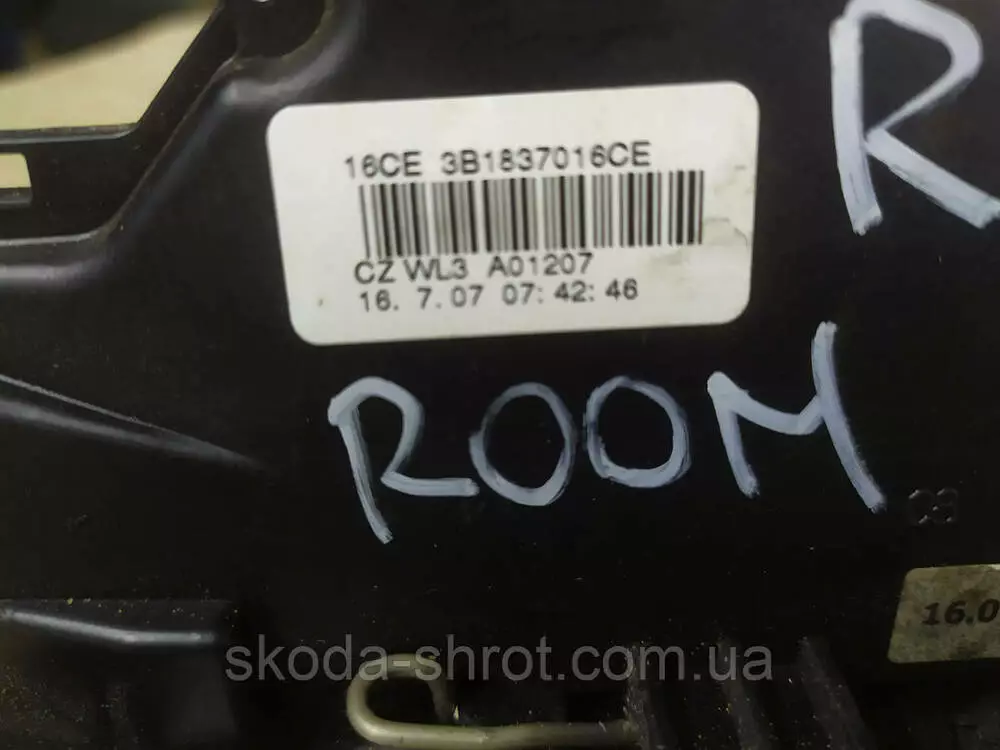 R
16CE 3B1837016CE
CZ WL3 A01207
16. 7. 07 07: 42: 46
ROOM
16.0
skoda-shrot.com.ua